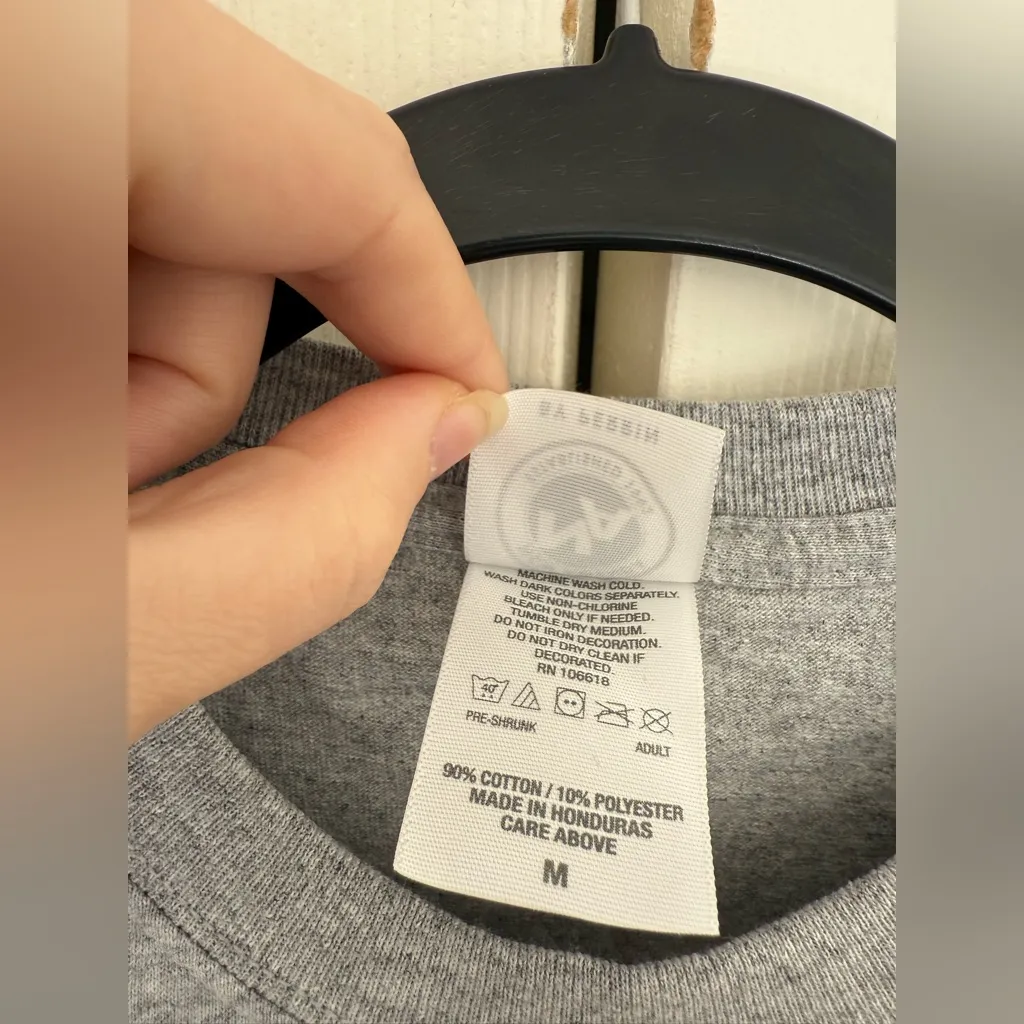 MACHINE WASH COLD.
WASH DARK COLORS SEPARATELY.
USE NON-CHLORINE
BLEACH ONLY IF NEEDED.
TUMBLE DRY MEDIUM.
DO NOT IRON DECORATION.
DO NOT DRY CLEAN IF
DECORATED.
RN 106618
40°
PRE-SHRUNK
ADULT
90% COTTON / 10% POLYESTER
MADE IN HONDURAS
CARE ABOVE
M